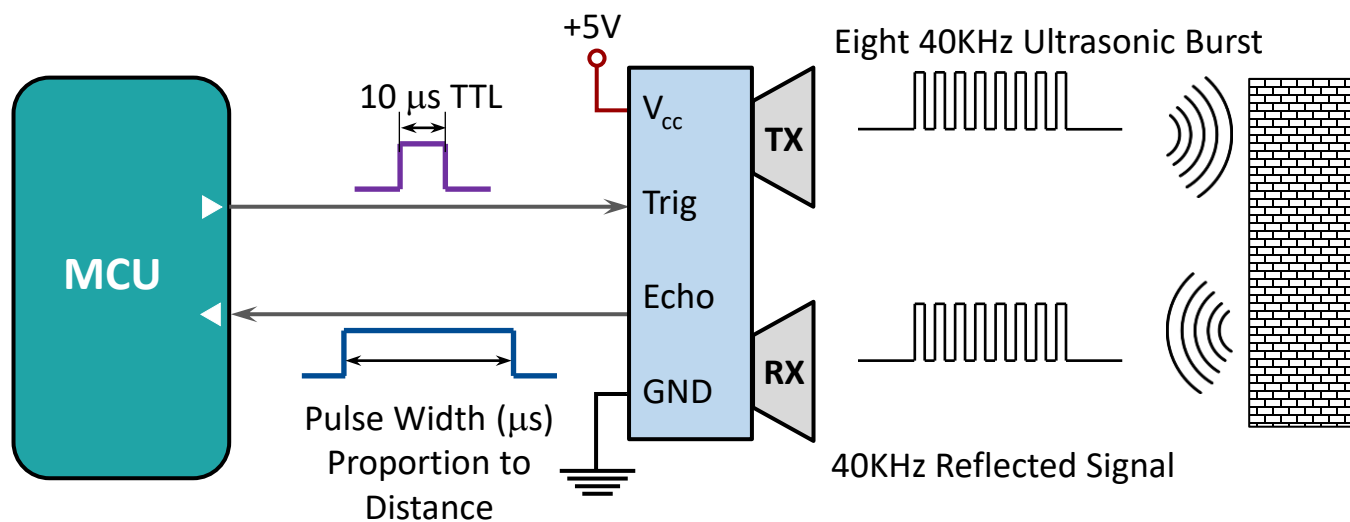 +5V
Eight 40KHz Ultrasonic Burst
10 μs TTL
Vcc
TX
Trig
MCU
Echo
RX
GND
Pulse Width (μs)
Proportion to
Distance
40KHz Reflected Signal